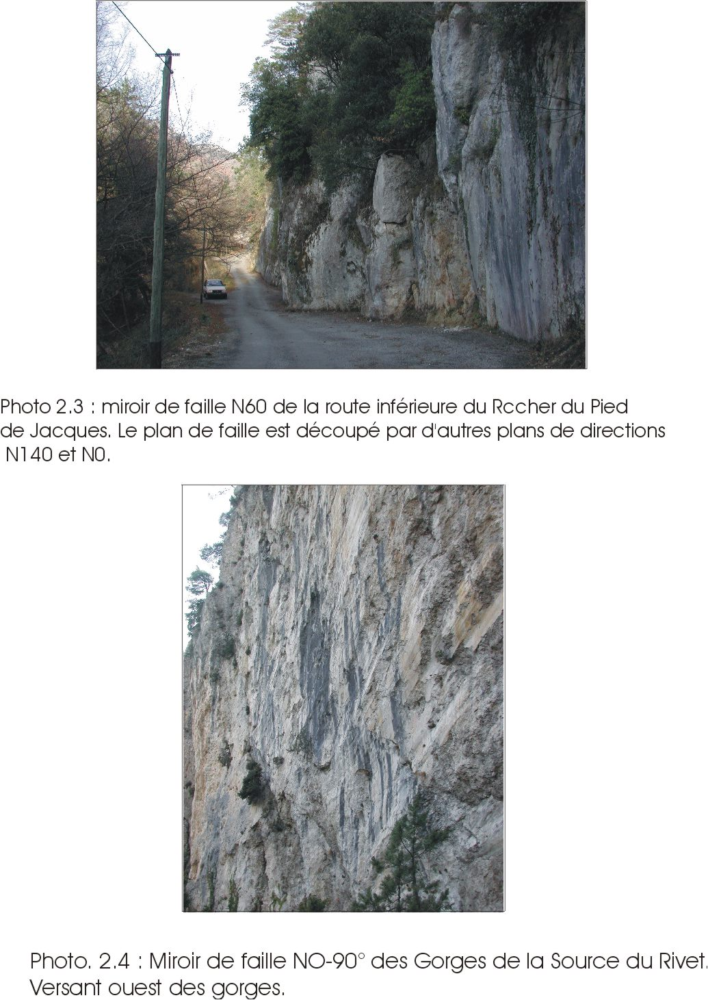 Photo 2.3 : miroir de faille N60 de la route inférieure du Rccher du Pied
de Jacques. Le plan de faille est découpé par d'autres plans de directions
N140 et N0.
Photo. 2.4 : Miroir de faille NO-90° des Gorges de la Source du Rivet.
Versant ouest des gorges.